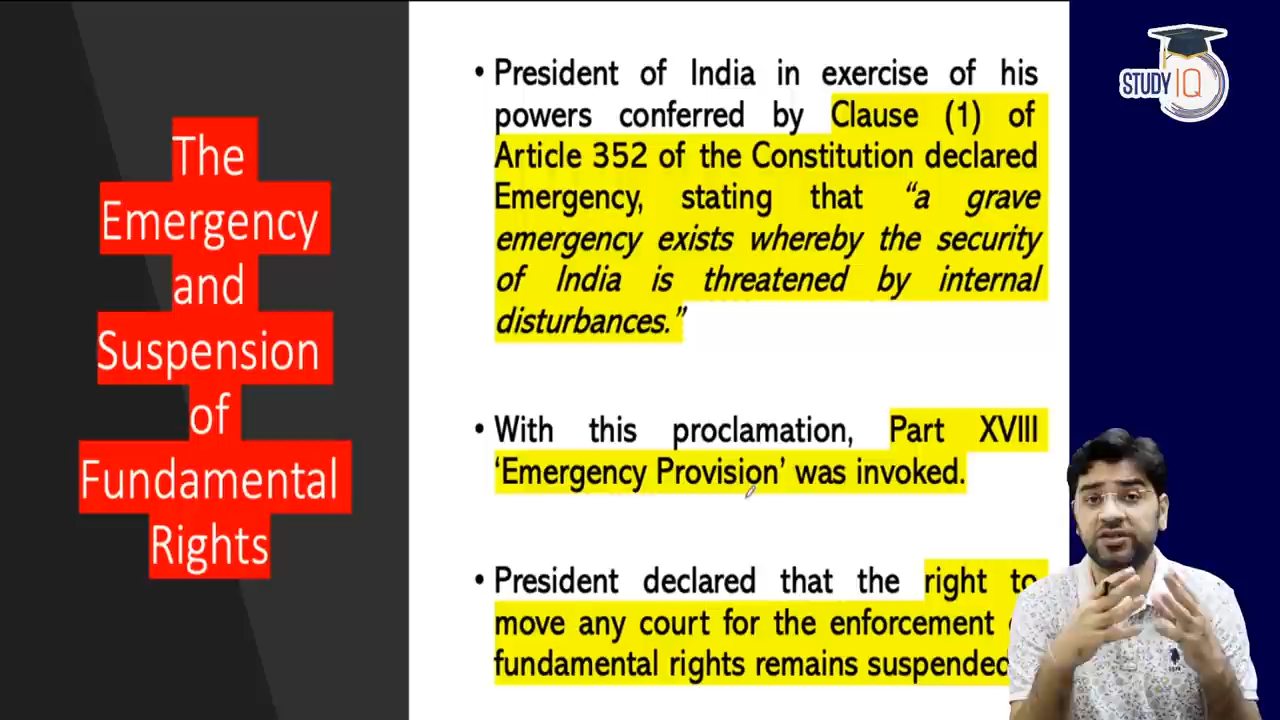 The
Emergency
and
Suspension
of
Fundamental
Rights
• President of India in exercise of his
powers conferred by Clause (1) of
Article 352 of the Constitution declared
Emergency, stating that “a grave
emergency exists whereby the security
of India is threatened by internal
disturbances.”
• With this proclamation, Part XVIII
‘Emergency Provision’ was invoked.
• President declared that the right to
move any court for the enforcement
fundamental rights remains suspended
STUDY IQ